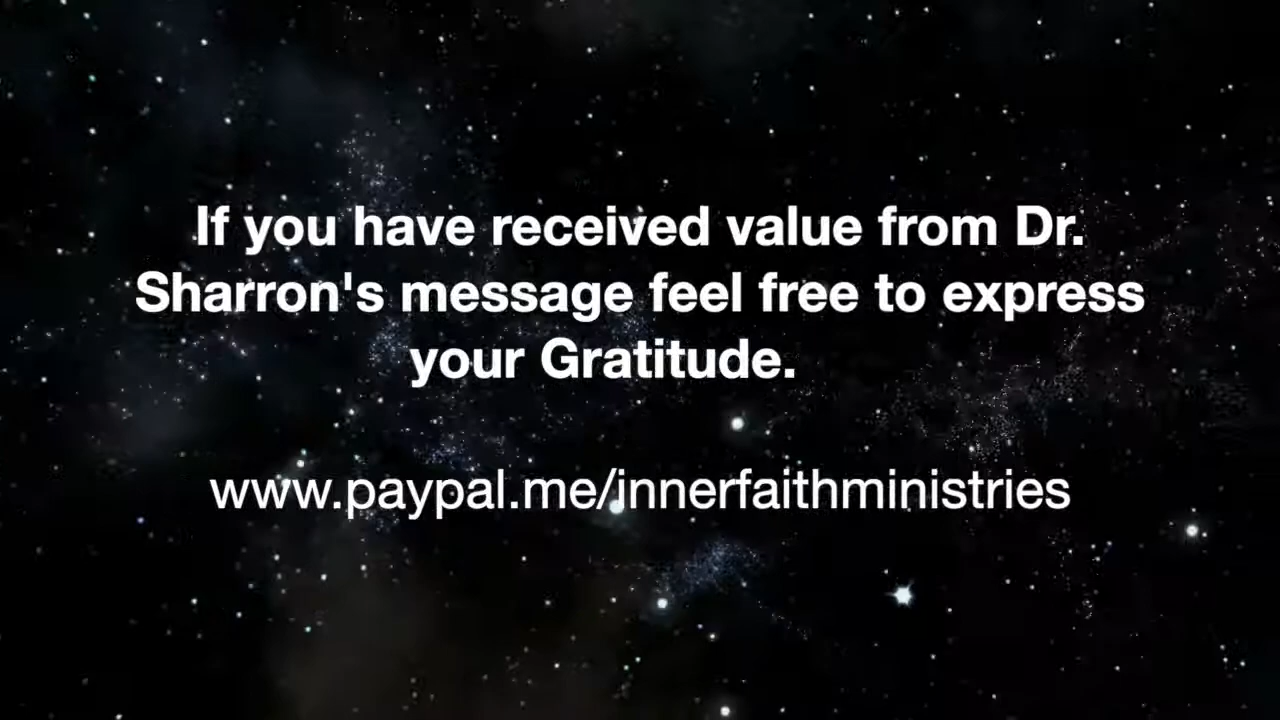 If you have received value from Dr.
Sharron's message feel free to express
your Gratitude.
www.paypal.me/innerfaithministries